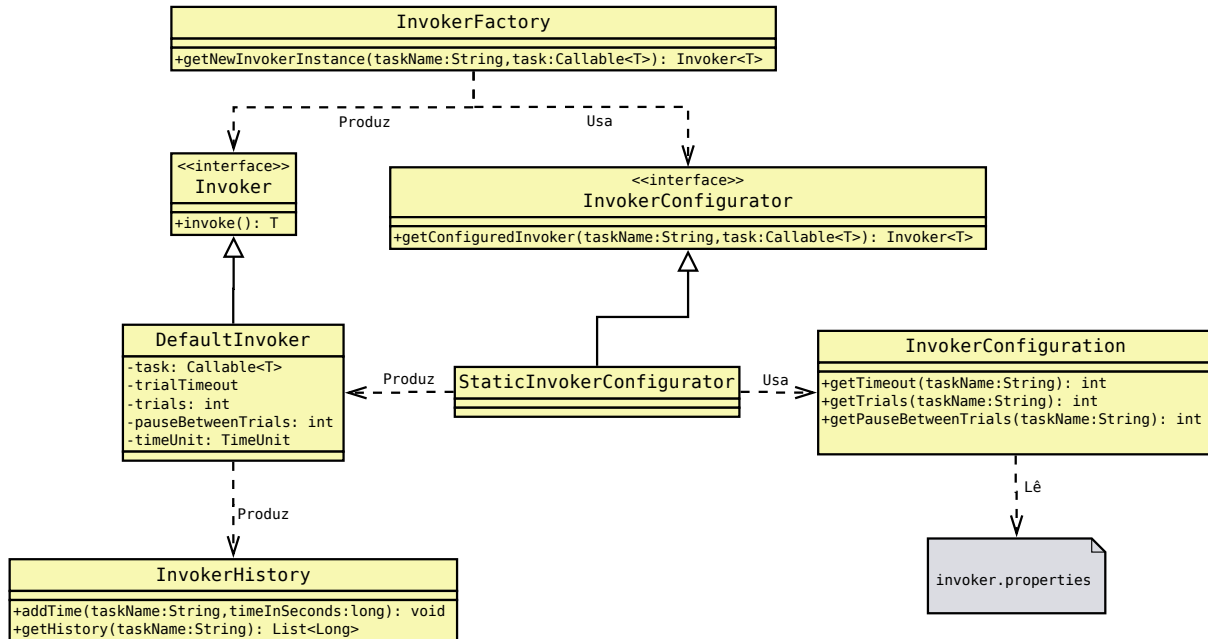 InvokerFactory
+getNewInvokerInstance(taskName:String,task:Callable<T>): Invoker<T>
Produz
Usa
<<interface>>
Invoker
+invoke(): T
<<interface>>
InvokerConfigurator
+getConfiguredInvoker(taskName:String,task:Callable<T>): Invoker<T>
DefaultInvoker
-task: Callable<T>
-trialTimeout
-trials: int
-pauseBetweenTrials: int
-timeUnit: TimeUnit
Produz
StaticInvokerConfigurator
Usa
InvokerConfiguration
+getTimeout(taskName:String): int
+getTrials(taskName:String): int
+getPauseBetweenTrials(taskName:String): int
Produz
Lê
InvokerHistory
+addTime(taskName:String,timeInSeconds:long): void
+getHistory(taskName:String): List<Long>
invoker.properties